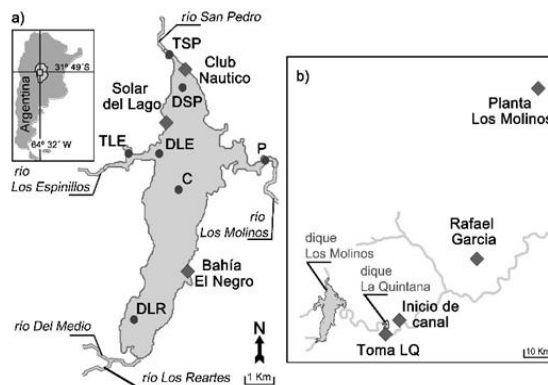 a)
Argentina
31º 49´S
64º 32´ W
río San Pedro
TSP
Club
Nautico
DSP
Solar
del Lago
TLE
DLE
P
río
Los Espinillos
C
río
Los Molinos
Bahía
El Negro
DLR
río Del Medio
río Los Reartes
N
1 Km
b)
Planta
Los Molinos
Rafael
Garcia
dique
Los Molinos
dique
La Quintana
Inicio de
canal
Toma LQ
10 Km